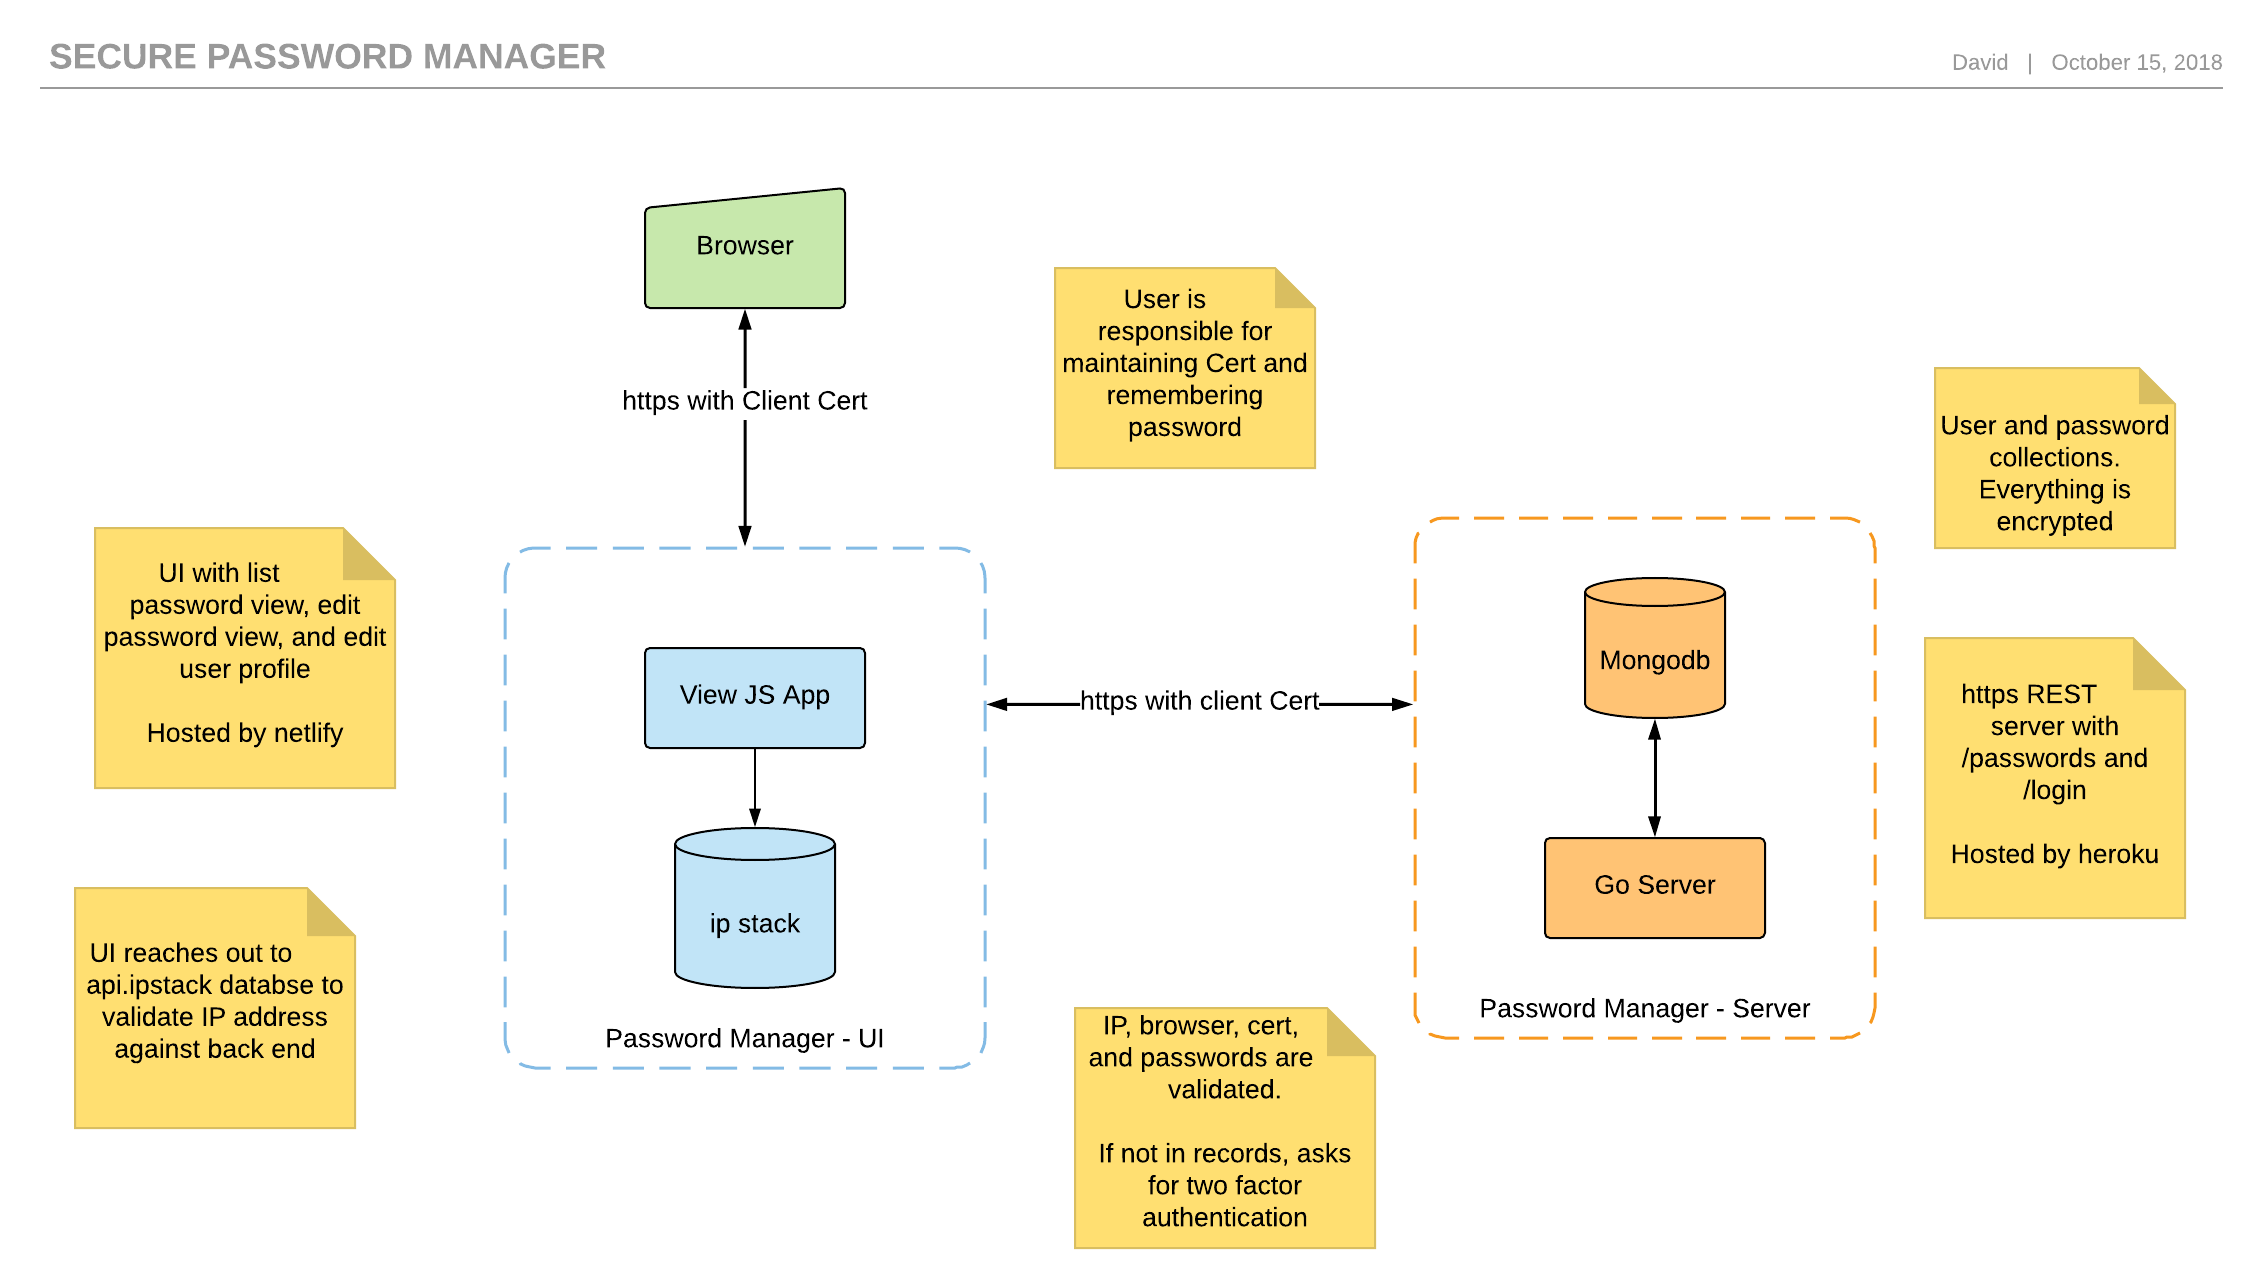 SECURE PASSWORD MANAGER
David | October 15, 2018
Browser
https with Client Cert
User is
responsible for
maintaining Cert and
remembering
password
User and password
collections.
Everything is
encrypted
UI with list
password view, edit
password view, and edit
user profile
Hosted by netlify
View JS App
ip stack
Password Manager - UI
https with client Cert
Mongodb
Go Server
Password Manager - Server
https REST
server with
/passwords and
/login
Hosted by heroku
UI reaches out to
api.ipstack databse to
validate IP address
against back end
IP, browser, cert,
and passwords are
validated.
If not in records, asks
for two factor
authentication